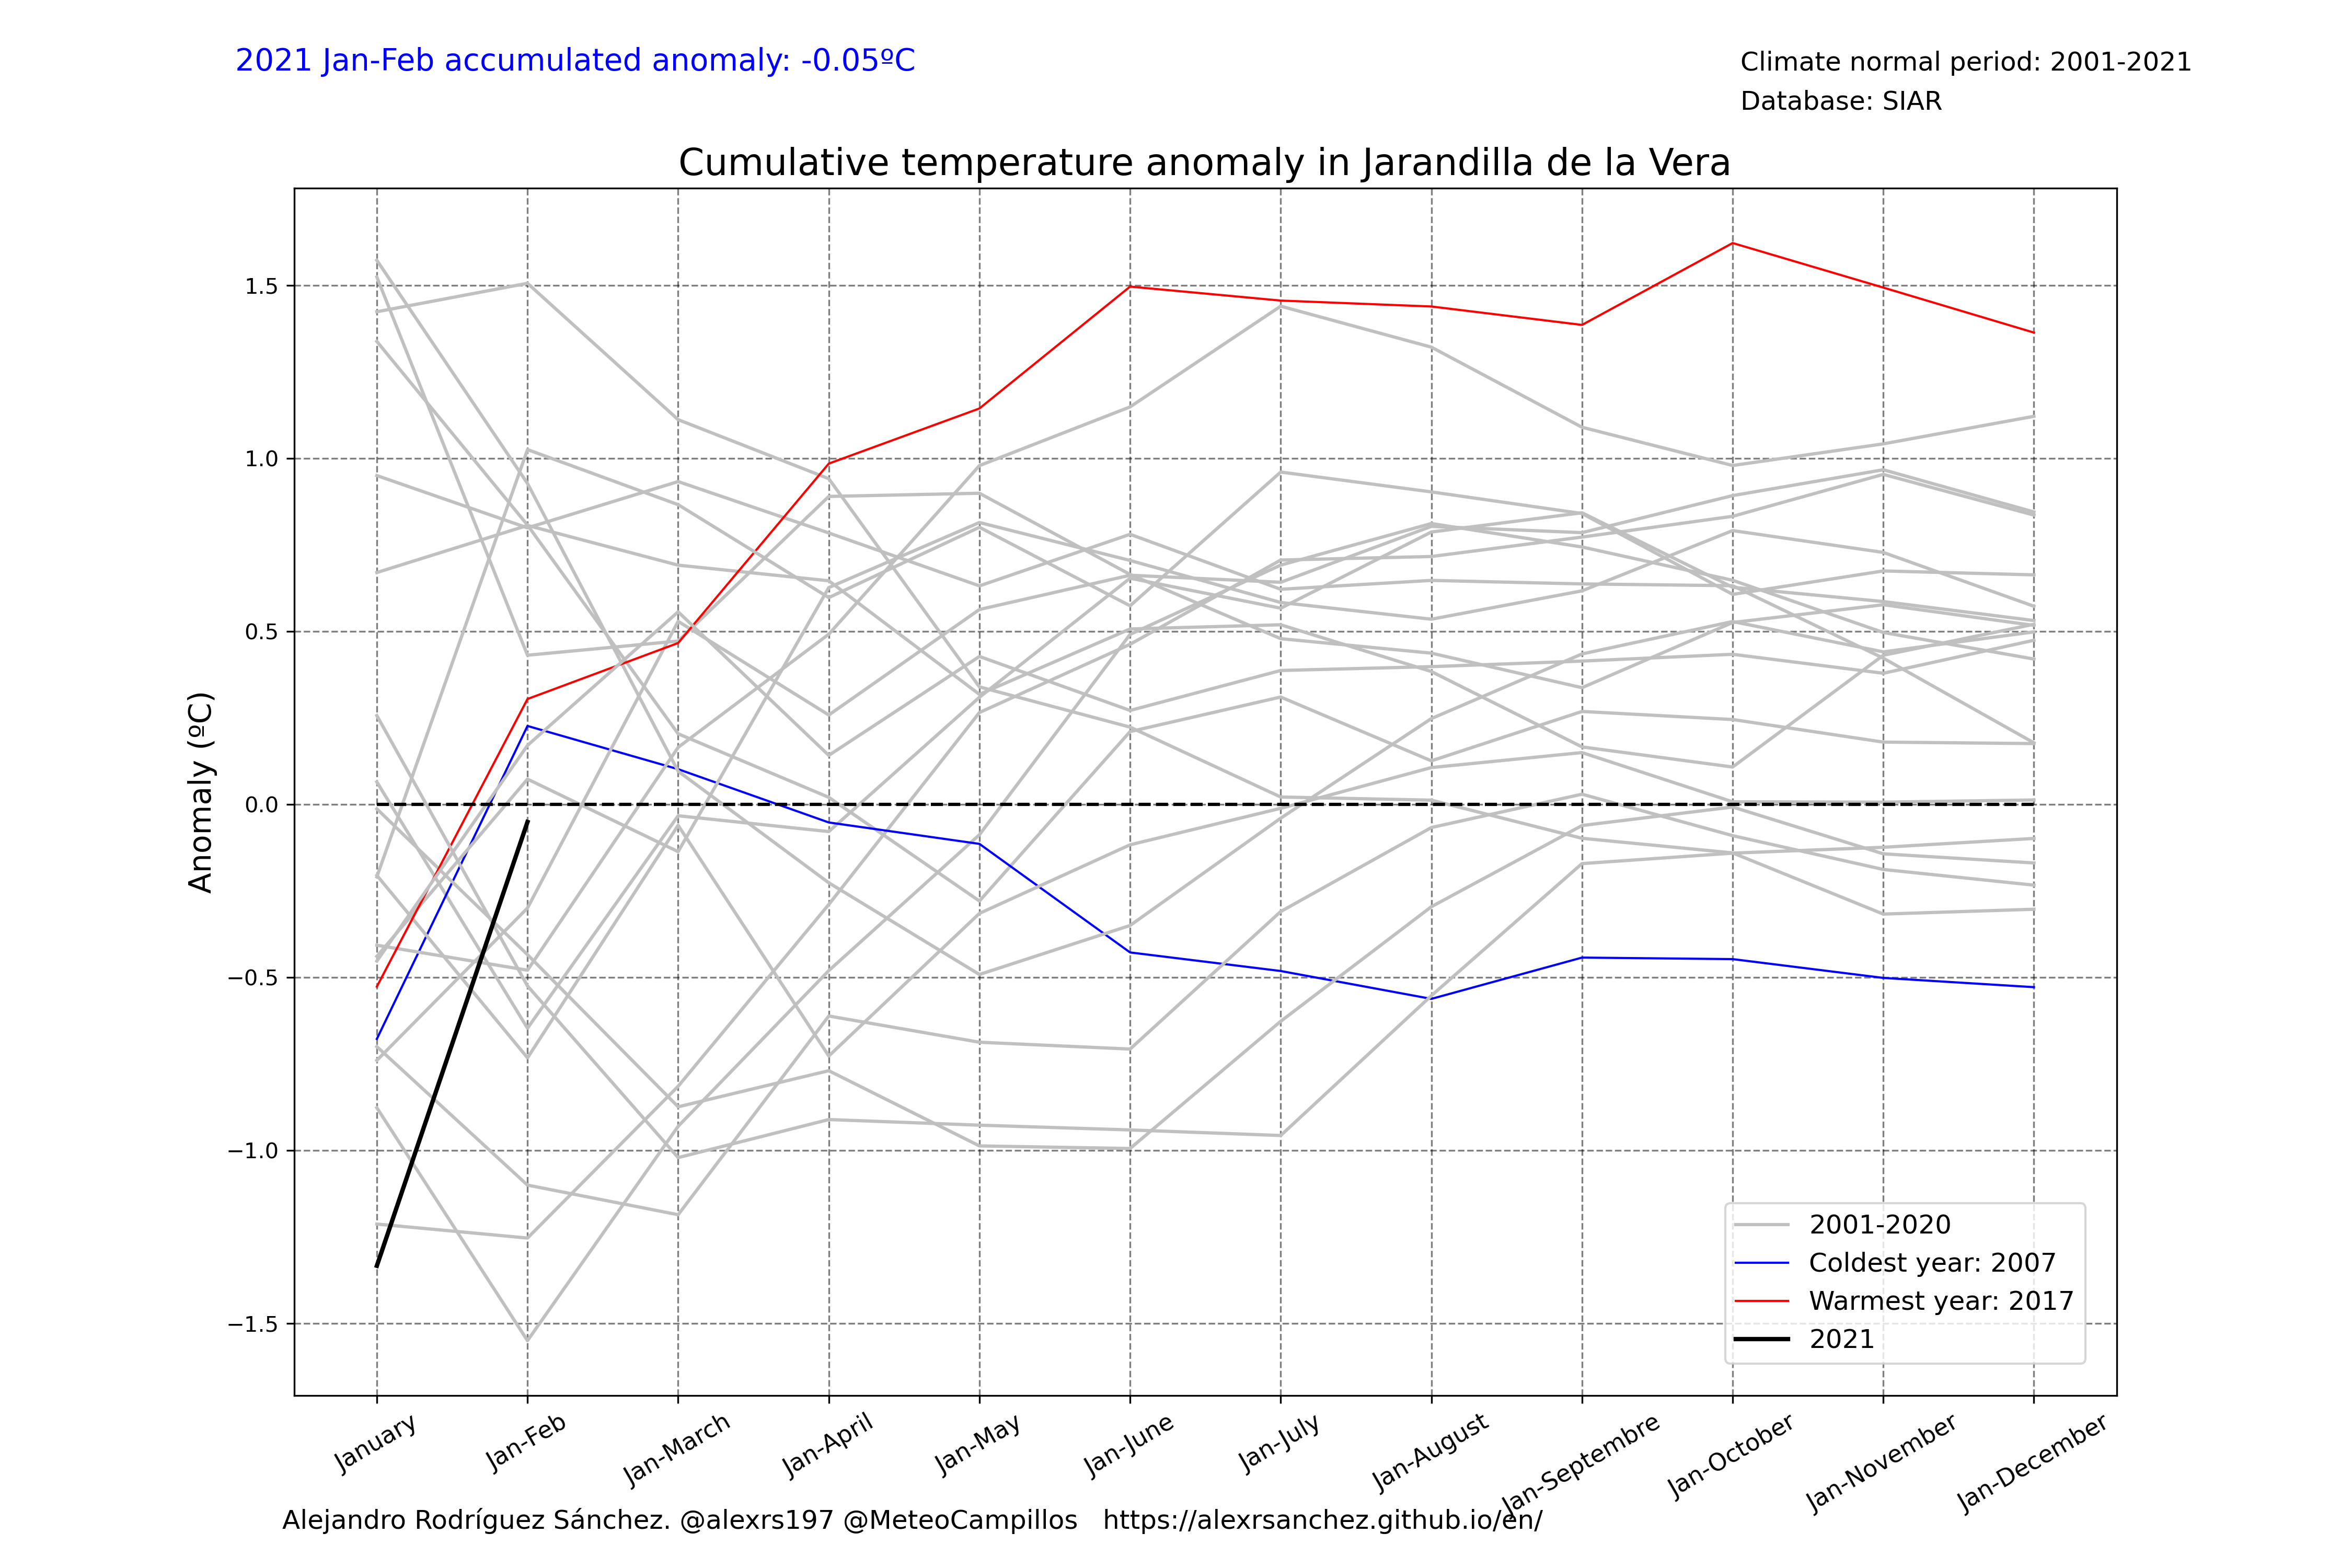 2021 Jan-Feb accumulated anomaly: -0.05ºC
Climate normal period: 2001-2021
Database: SIAR
Cumulative temperature anomaly in Jarandilla de la Vera
Anomaly (ºC)
1.5
1.0
0.5
0.0
−0.5
−1.0
−1.5
2001-2020
Coldest year: 2007
Warmest year: 2017
2021
January
Jan-Feb
Jan-March
Jan-April
Jan-May
Jan-June
Jan-July
Jan-August
Jan-Septembre
Jan-October
Jan-November
Jan-December
Alejandro Rodríguez Sánchez. @alexrs197 @MeteoCampillos https://alexrsanchez.github.io/en/